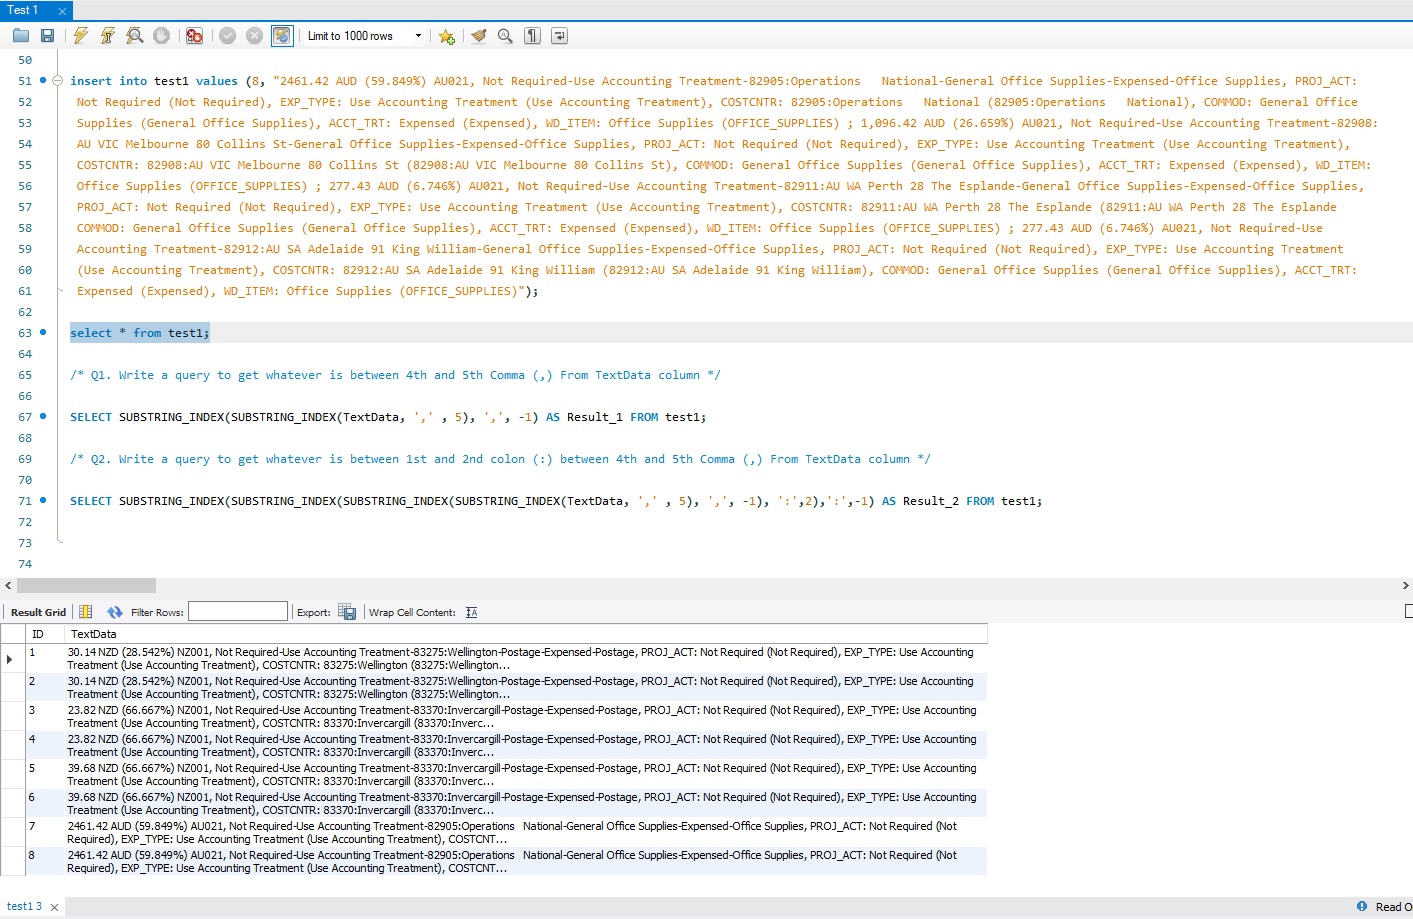 Test 1
Limit to 1000 rows
50
51 insert into test1 values (8, "2461.42 AUD (59.849%) AU021, Not Required-Use Accounting Treatment-82905:Operations   National-General Office Supplies-Expensed-Office Supplies, PROJ_ACT:
52 Not Required (Not Required), EXP_TYPE: Use Accounting Treatment (Use Accounting Treatment), COSTCNTR: 82905:Operations   National (82905:Operations   National), COMMOD: General Office
53 Supplies (General Office Supplies), ACCT_TRT: Expensed (Expensed), WD_ITEM: Office Supplies (OFFICE_SUPPLIES) ; 1,096.42 AUD (26.659%) AU021, Not Required-Use Accounting Treatment-82908:
54 AU VIC Melbourne 80 Collins St-General Office Supplies-Expensed-Office Supplies, PROJ_ACT: Not Required (Not Required), EXP_TYPE: Use Accounting Treatment (Use Accounting Treatment),
55 COSTCNTR: 82908:AU VIC Melbourne 80 Collins St (82908:AU VIC Melbourne 80 Collins St), COMMOD: General Office Supplies (General Office Supplies), ACCT_TRT: Expensed (Expensed), WD_ITEM:
56 Office Supplies (OFFICE_SUPPLIES) ; 277.43 AUD (6.746%) AU021, Not Required-Use Accounting Treatment-82911:AU WA Perth 28 The Esplande-General Office Supplies-Expensed-Office Supplies,
57 PROJ_ACT: Not Required (Not Required), EXP_TYPE: Use Accounting Treatment (Use Accounting Treatment), COSTCNTR: 82911:AU WA Perth 28 The Esplande (82911:AU WA Perth 28 The Esplande
58 COMMOD: General Office Supplies (General Office Supplies), ACCT_TRT: Expensed (Expensed), WD_ITEM: Office Supplies (OFFICE_SUPPLIES) ; 277.43 AUD (6.746%) AU021, Not Required-Use
59 Accounting Treatment-82912:AU SA Adelaide 91 King William-General Office Supplies-Expensed-Office Supplies, PROJ_ACT: Not Required (Not Required), EXP_TYPE: Use Accounting Treatment
60 (Use Accounting Treatment), COSTCNTR: 82912:AU SA Adelaide 91 King William (82912:AU SA Adelaide 91 King William), COMMOD: General Office Supplies (General Office Supplies), ACCT_TRT:
61 Expensed (Expensed), WD_ITEM: Office Supplies (OFFICE_SUPPLIES)");
62
63 select * from test1;
64
65 /* Q1. Write a query to get whatever is between 4th and 5th Comma (,) From TextData column */
66
67 SELECT SUBSTRING_INDEX(SUBSTRING_INDEX(TextData, ',' , 5), ',', -1) AS Result_1 FROM test1;
68
69 /* Q2. Write a query to get whatever is between 1st and 2nd colon (:) between 4th and 5th Comma (,) From TextData column */
70
71 SELECT SUBSTRING_INDEX(SUBSTRING_INDEX(SUBSTRING_INDEX(SUBSTRING_INDEX(TextData, ',' , 5), ',', -1), ':',2),':',-1) AS Result_2 FROM test1;
72
73
74
Result Grid Filter Rows: Export: Wrap Cell Content:
ID TextData
1 30.14 NZD (28.542%) NZ001, Not Required-Use Accounting Treatment-83275:Wellington-Postage-Expensed-Postage, PROJ_ACT: Not Required (Not Required), EXP_TYPE: Use Accounting
Treatment (Use Accounting Treatment), COSTCNTR: 83275:Wellington (83275:Wellington...
2 30.14 NZD (28.542%) NZ001, Not Required-Use Accounting Treatment-83275:Wellington-Postage-Expensed-Postage, PROJ_ACT: Not Required (Not Required), EXP_TYPE: Use Accounting
Treatment (Use Accounting Treatment), COSTCNTR: 83275:Wellington (83275:Wellington...
3 23.82 NZD (66.667%) NZ001, Not Required-Use Accounting Treatment-83370:Invercargill-Postage-Expensed-Postage, PROJ_ACT: Not Required (Not Required), EXP_TYPE: Use Accounting
Treatment (Use Accounting Treatment), COSTCNTR: 83370:Invercargill (83370:Inverc...
4 23.82 NZD (66.667%) NZ001, Not Required-Use Accounting Treatment-83370:Invercargill-Postage-Expensed-Postage, PROJ_ACT: Not Required (Not Required), EXP_TYPE: Use Accounting
Treatment (Use Accounting Treatment), COSTCNTR: 83370:Invercargill (83370:Inverc...
5 39.68 NZD (66.667%) NZ001, Not Required-Use Accounting Treatment-83370:Invercargill-Postage-Expensed-Postage, PROJ_ACT: Not Required (Not Required), EXP_TYPE: Use Accounting
Treatment (Use Accounting Treatment), COSTCNTR: 83370:Invercargill (83370:Inverc...
6 39.68 NZD (66.667%) NZ001, Not Required-Use Accounting Treatment-83370:Invercargill-Postage-Expensed-Postage, PROJ_ACT: Not Required (Not Required), EXP_TYPE: Use Accounting
Treatment (Use Accounting Treatment), COSTCNTR: 83370:Invercargill (83370:Inverc...
7 2461.42 AUD (59.849%) AU021, Not Required-Use Accounting Treatment-82905:Operations   National-General Office Supplies-Expensed-Office Supplies, PROJ_ACT: Not Required (Not
Required), EXP_TYPE: Use Accounting Treatment (Use Accounting Treatment), COSTCNT...
8 2461.42 AUD (59.849%) AU021, Not Required-Use Accounting Treatment-82905:Operations   National-General Office Supplies-Expensed-Office Supplies, PROJ_ACT: Not Required (Not
Required), EXP_TYPE: Use Accounting Treatment (Use Accounting Treatment), COSTCNT...
test1 3 Read O